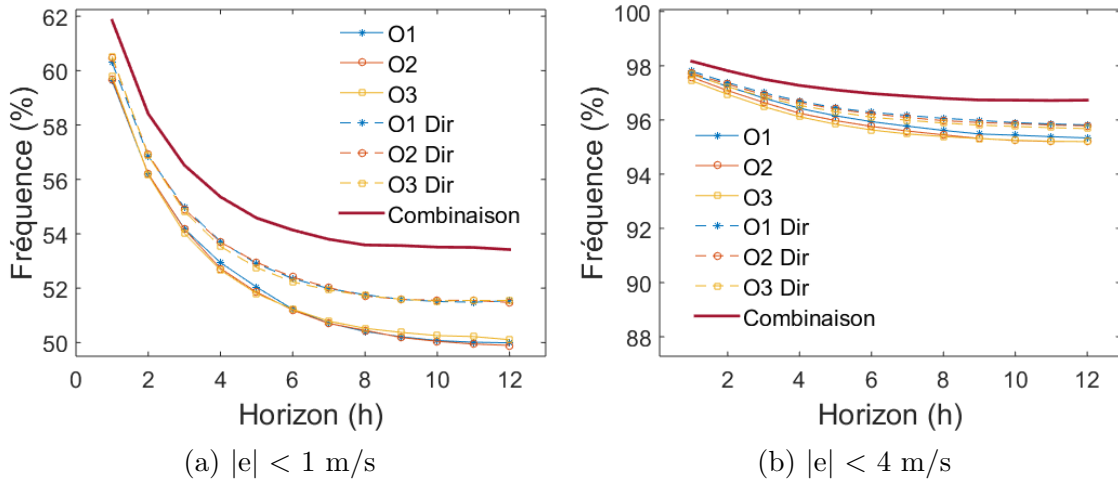 62
60
58
56
54
52
50
Fréquence (%)
O1
O2
O3
O1 Dir
O2 Dir
O3 Dir
Combinaison
0
2
4
6
8
10
12
Horizon (h)
(a) |e| < 1 m/s
100
98
96
94
92
90
88
Fréquence (%)
O1
O2
O3
O1 Dir
O2 Dir
O3 Dir
Combinaison
2
4
6
8
10
12
Horizon (h)
(b) |e| < 4 m/s